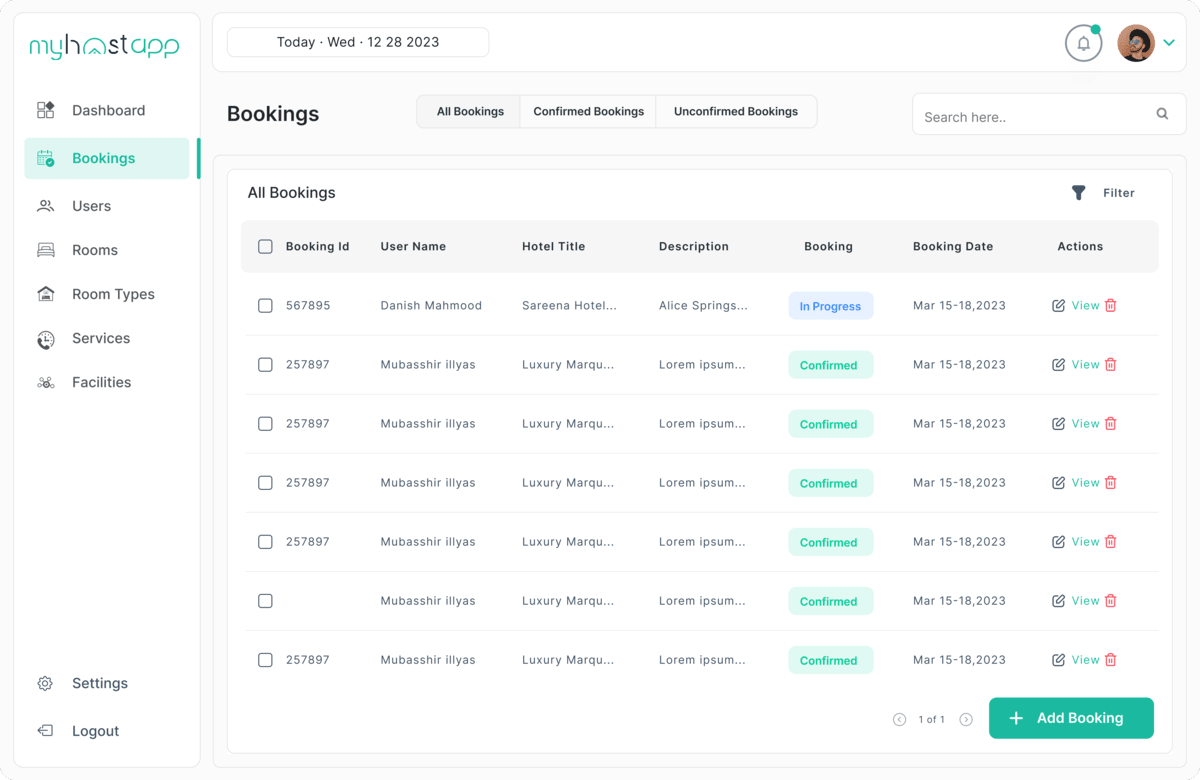 myhostapp
Today · Wed · 12 28 2023
Dashboard
Bookings
Users
Rooms
Room Types
Services
Facilities
Settings
Logout
Bookings
All Bookings Confirmed Bookings Unconfirmed Bookings
Search here..
All Bookings
Filter
Booking Id User Name Hotel Title Description Booking Booking Date Actions
567895 Danish Mahmood Sareena Hotel... Alice Springs... In Progress Mar 15-18,2023 View
257897 Mubasshir illyas Luxury Marqu... Lorem ipsum... Confirmed Mar 15-18,2023 View
257897 Mubasshir illyas Luxury Marqu... Lorem ipsum... Confirmed Mar 15-18,2023 View
257897 Mubasshir illyas Luxury Marqu... Lorem ipsum... Confirmed Mar 15-18,2023 View
257897 Mubasshir illyas Luxury Marqu... Lorem ipsum... Confirmed Mar 15-18,2023 View
Mubasshir illyas Luxury Marqu... Lorem ipsum... Confirmed Mar 15-18,2023 View
257897 Mubasshir illyas Luxury Marqu... Lorem ipsum... Confirmed Mar 15-18,2023 View
1 of 1
+ Add Booking